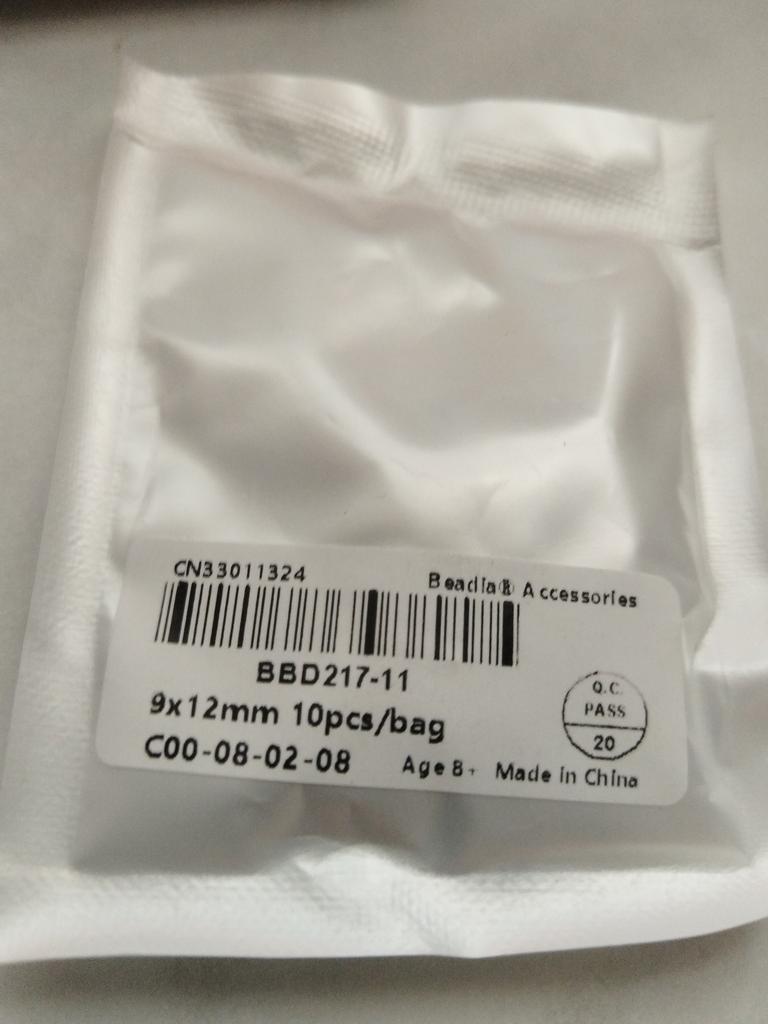 CN33011324
Beadia® Accessories
BBD217-11
9x12mm 10pcs/bag
C00-08-02-08
Age 8+ Made in China
Q.C.
PASS
20